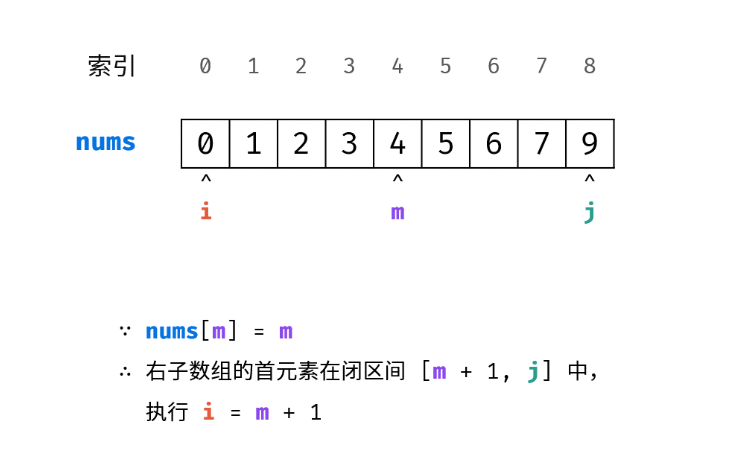 索引 0 1 2 3 4 5 6 7 8
nums 0 1 2 3 4 5 6 7 9
^ ^ ^
i m j
∵ nums[m] = m
∴ 右子数组的首元素在闭区间 [m + 1, j] 中，
执行 i = m + 1